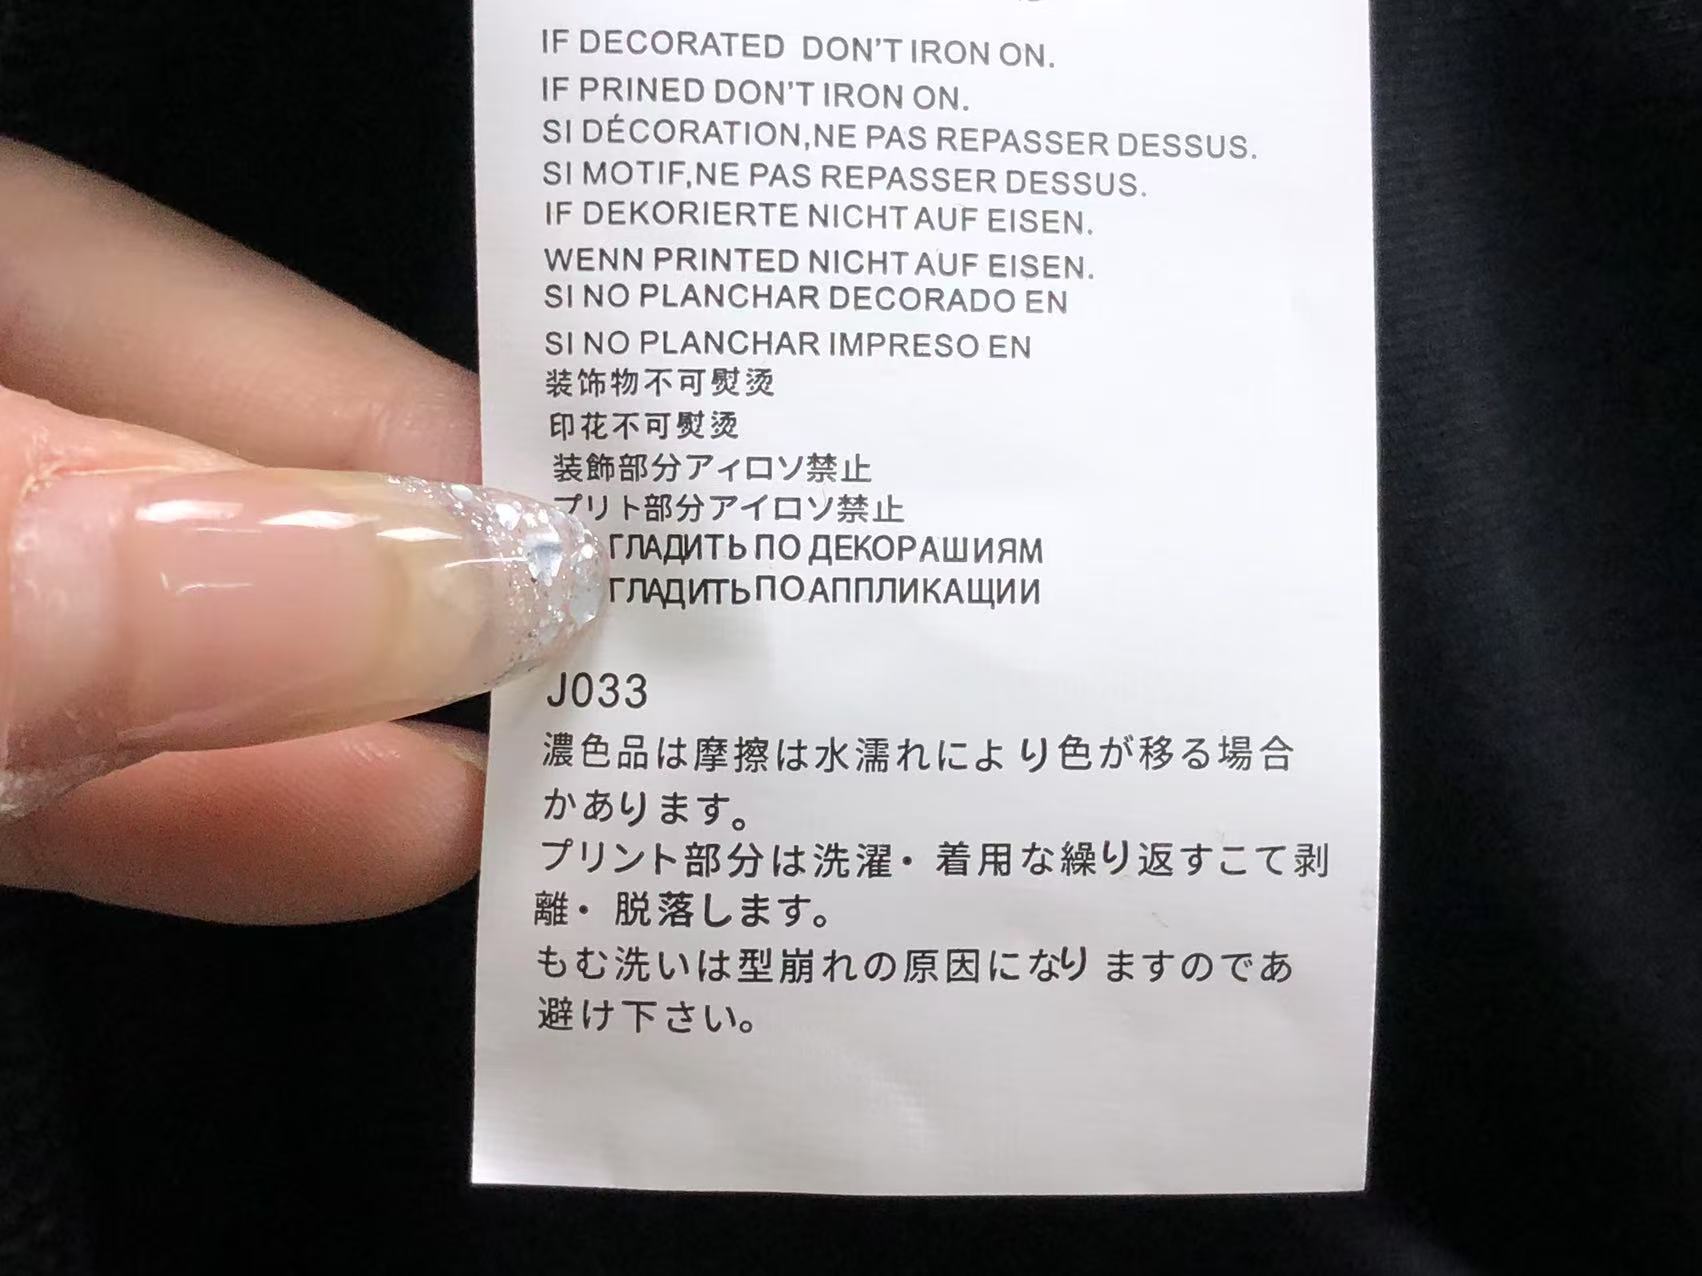 IF DECORATED DON'T IRON ON.
IF PRINED DON'T IRON ON.
SI DÉCORATION,NE PAS REPASSER DESSUS.
SI MOTIF,NE PAS REPASSER DESSUS.
IF DEKORIERTE NICHT AUF EISEN.
WENN PRINTED NICHT AUF EISEN.
SI NO PLANCHAR DECORADO EN
SI NO PLANCHAR IMPRESO EN
装饰物不可熨烫
印花不可熨烫
装飾部分アィロソ禁止
プリト部分アイロソ禁止
ГЛАДИТЬ ПО ДЕКОРАШИЯМ
ГЛАДИТЬ ПО АППЛИКАЩИИ
J033
濃色品は摩擦は水濡れにより色が移る場合
かあります。
プリント部分は洗濯・着用な繰り返すこて剥
離・脱落します。
もむ洗いは型崩れの原因になりますのであ
避け下さい。